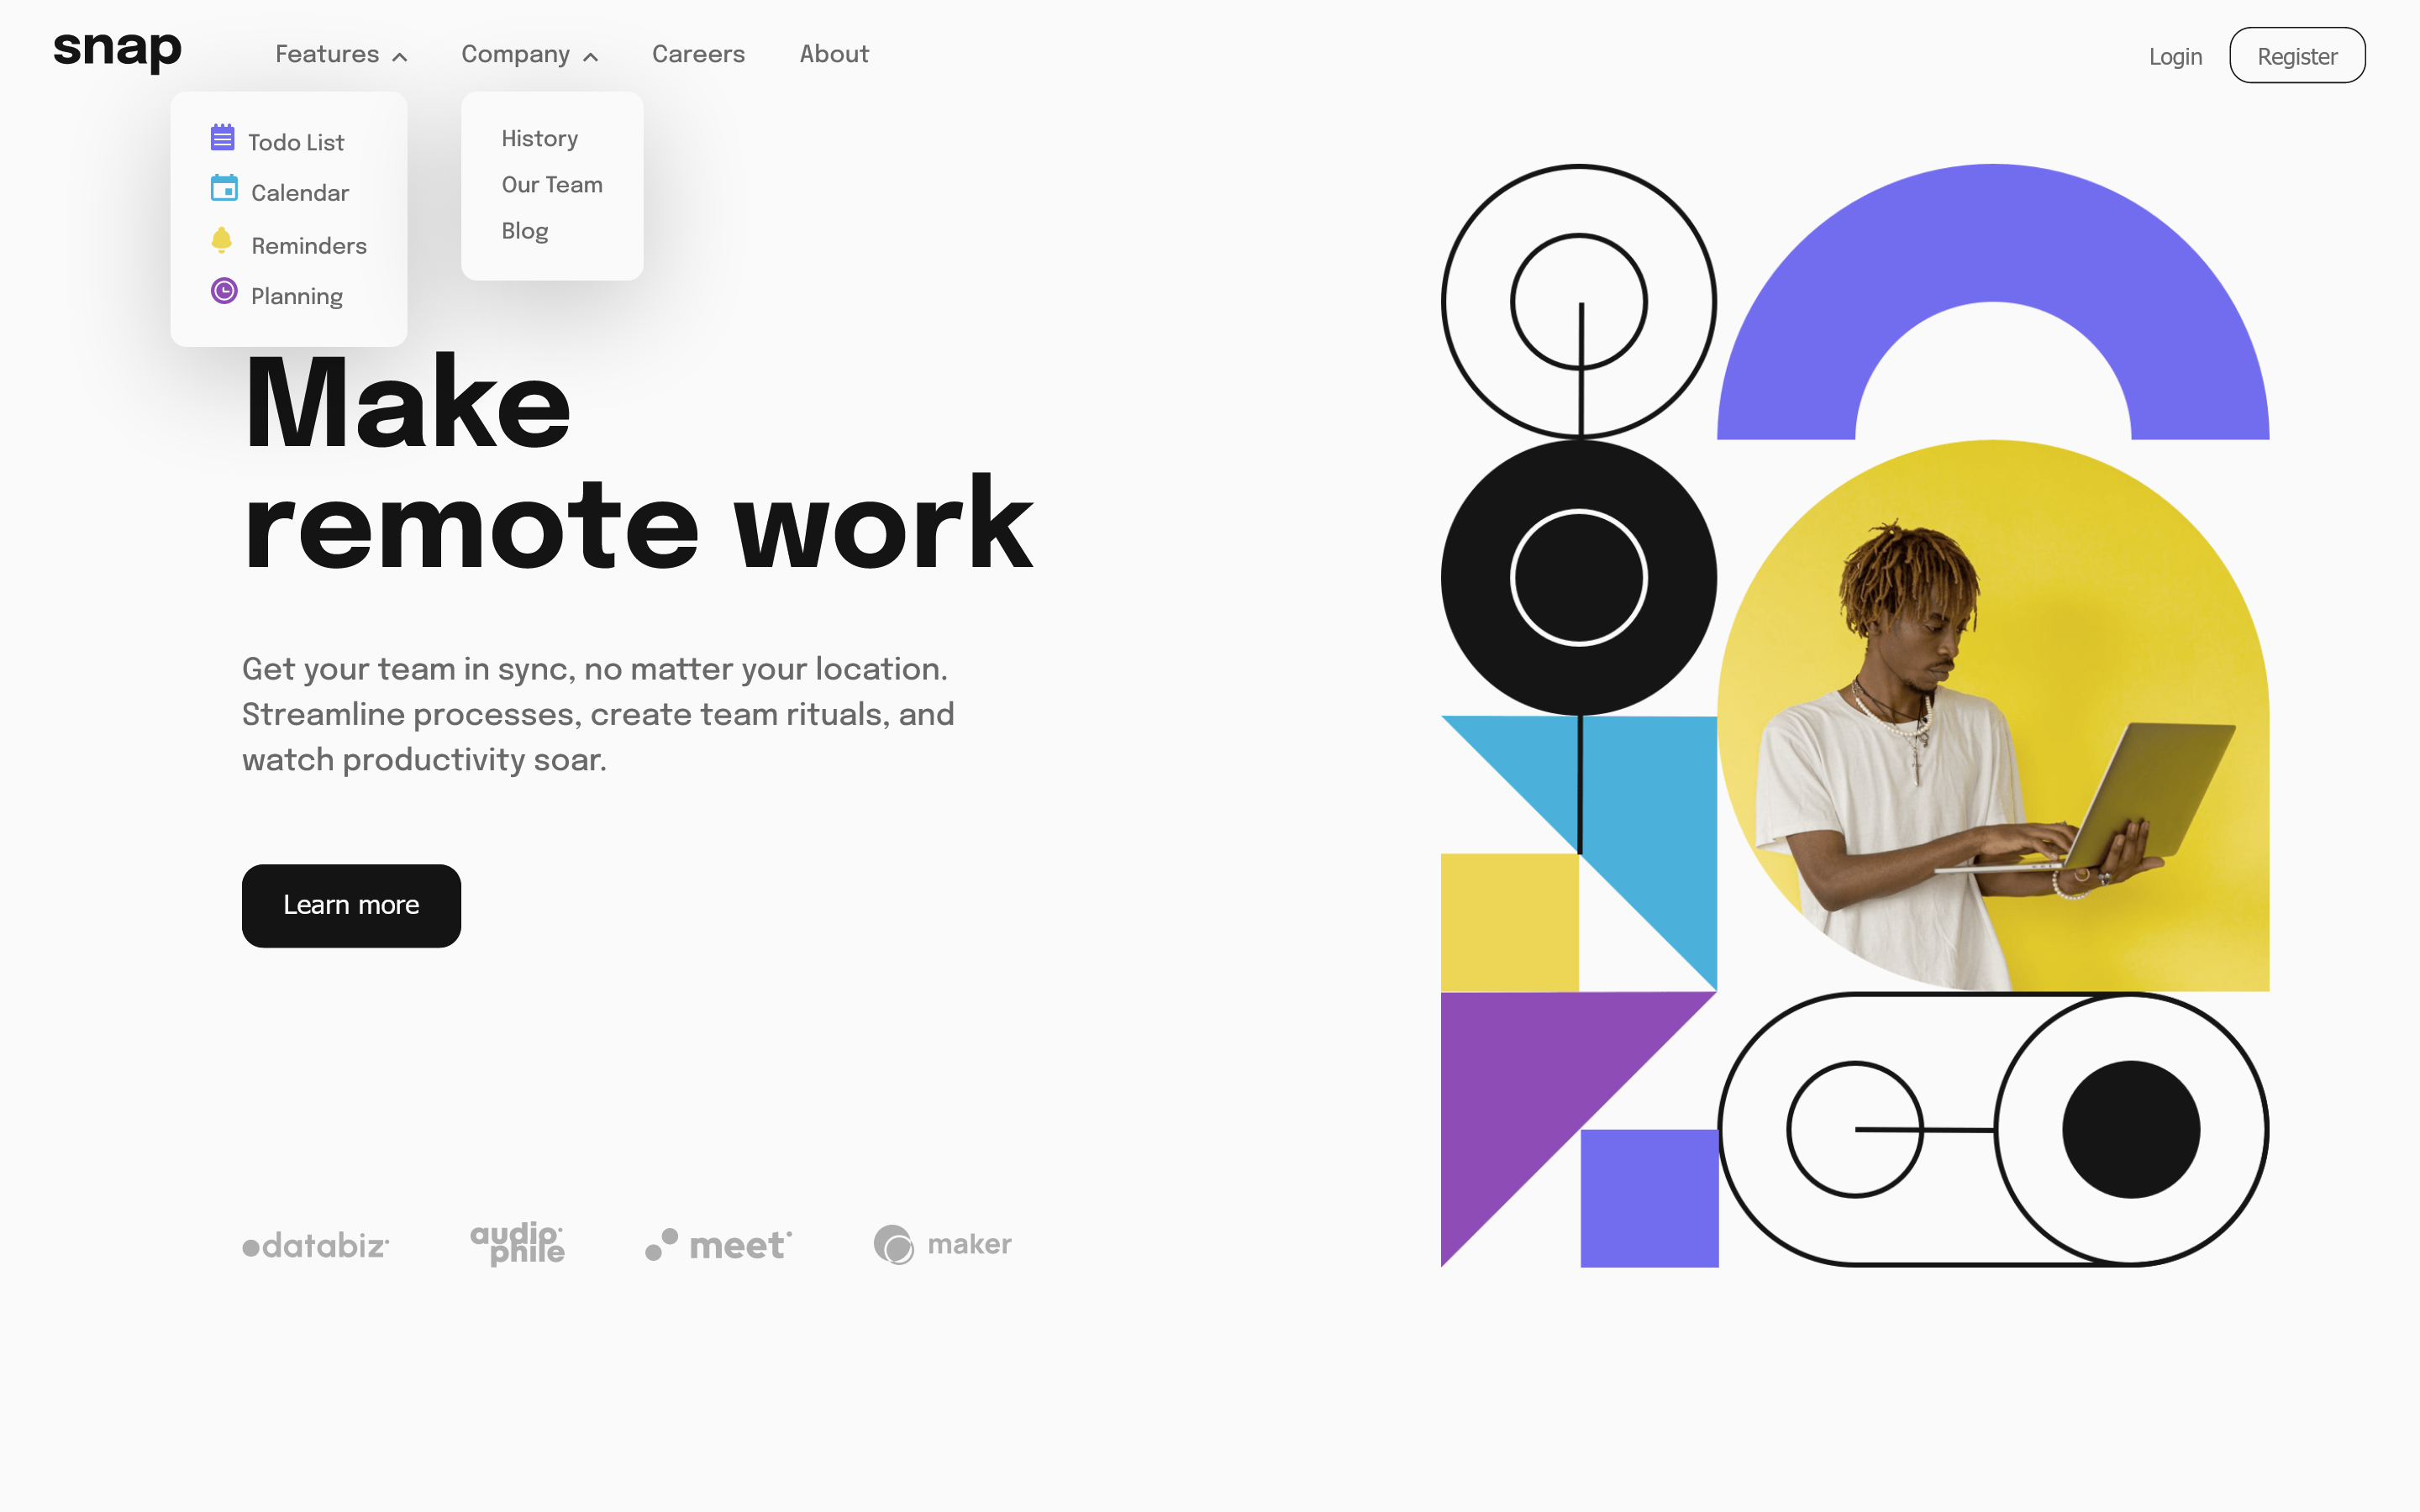 snap
Features
Company
Careers
About
Login
Register
Todo List
Calendar
Reminders
Planning
History
Our Team
Blog
Make
remote work
Get your team in sync, no matter your location.
Streamline processes, create team rituals, and
watch productivity soar.
Learn more
databiz
audio
phile
meet
maker